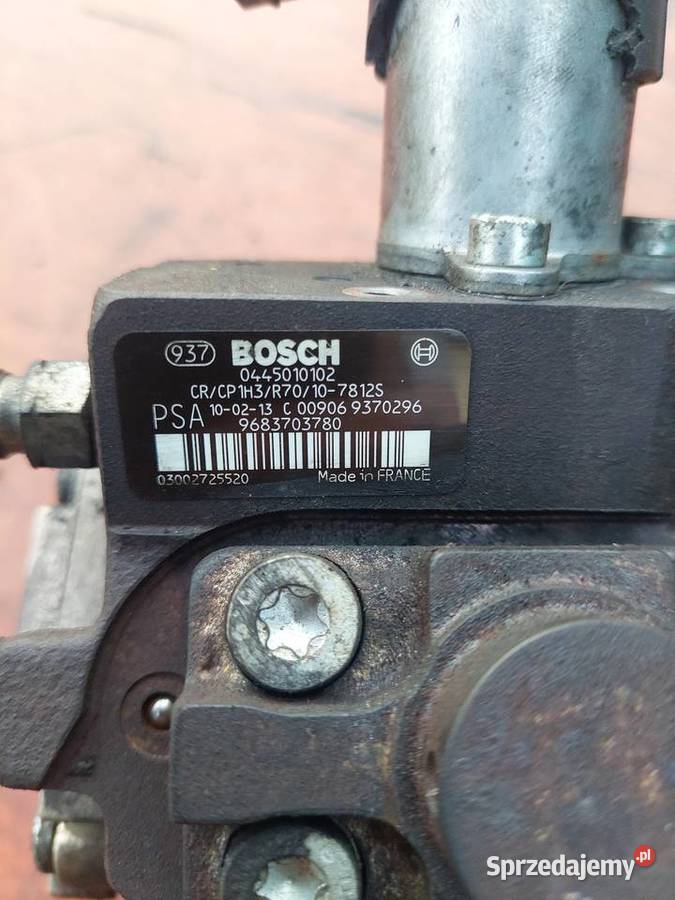 937 BOSCH
0445010102
CR/CP1H3/R70/10-7812S
PSA 10-02-13 C 00906 9370296
9683703780
03002725520 Made in FRANCE
Sprzedajemy.pl